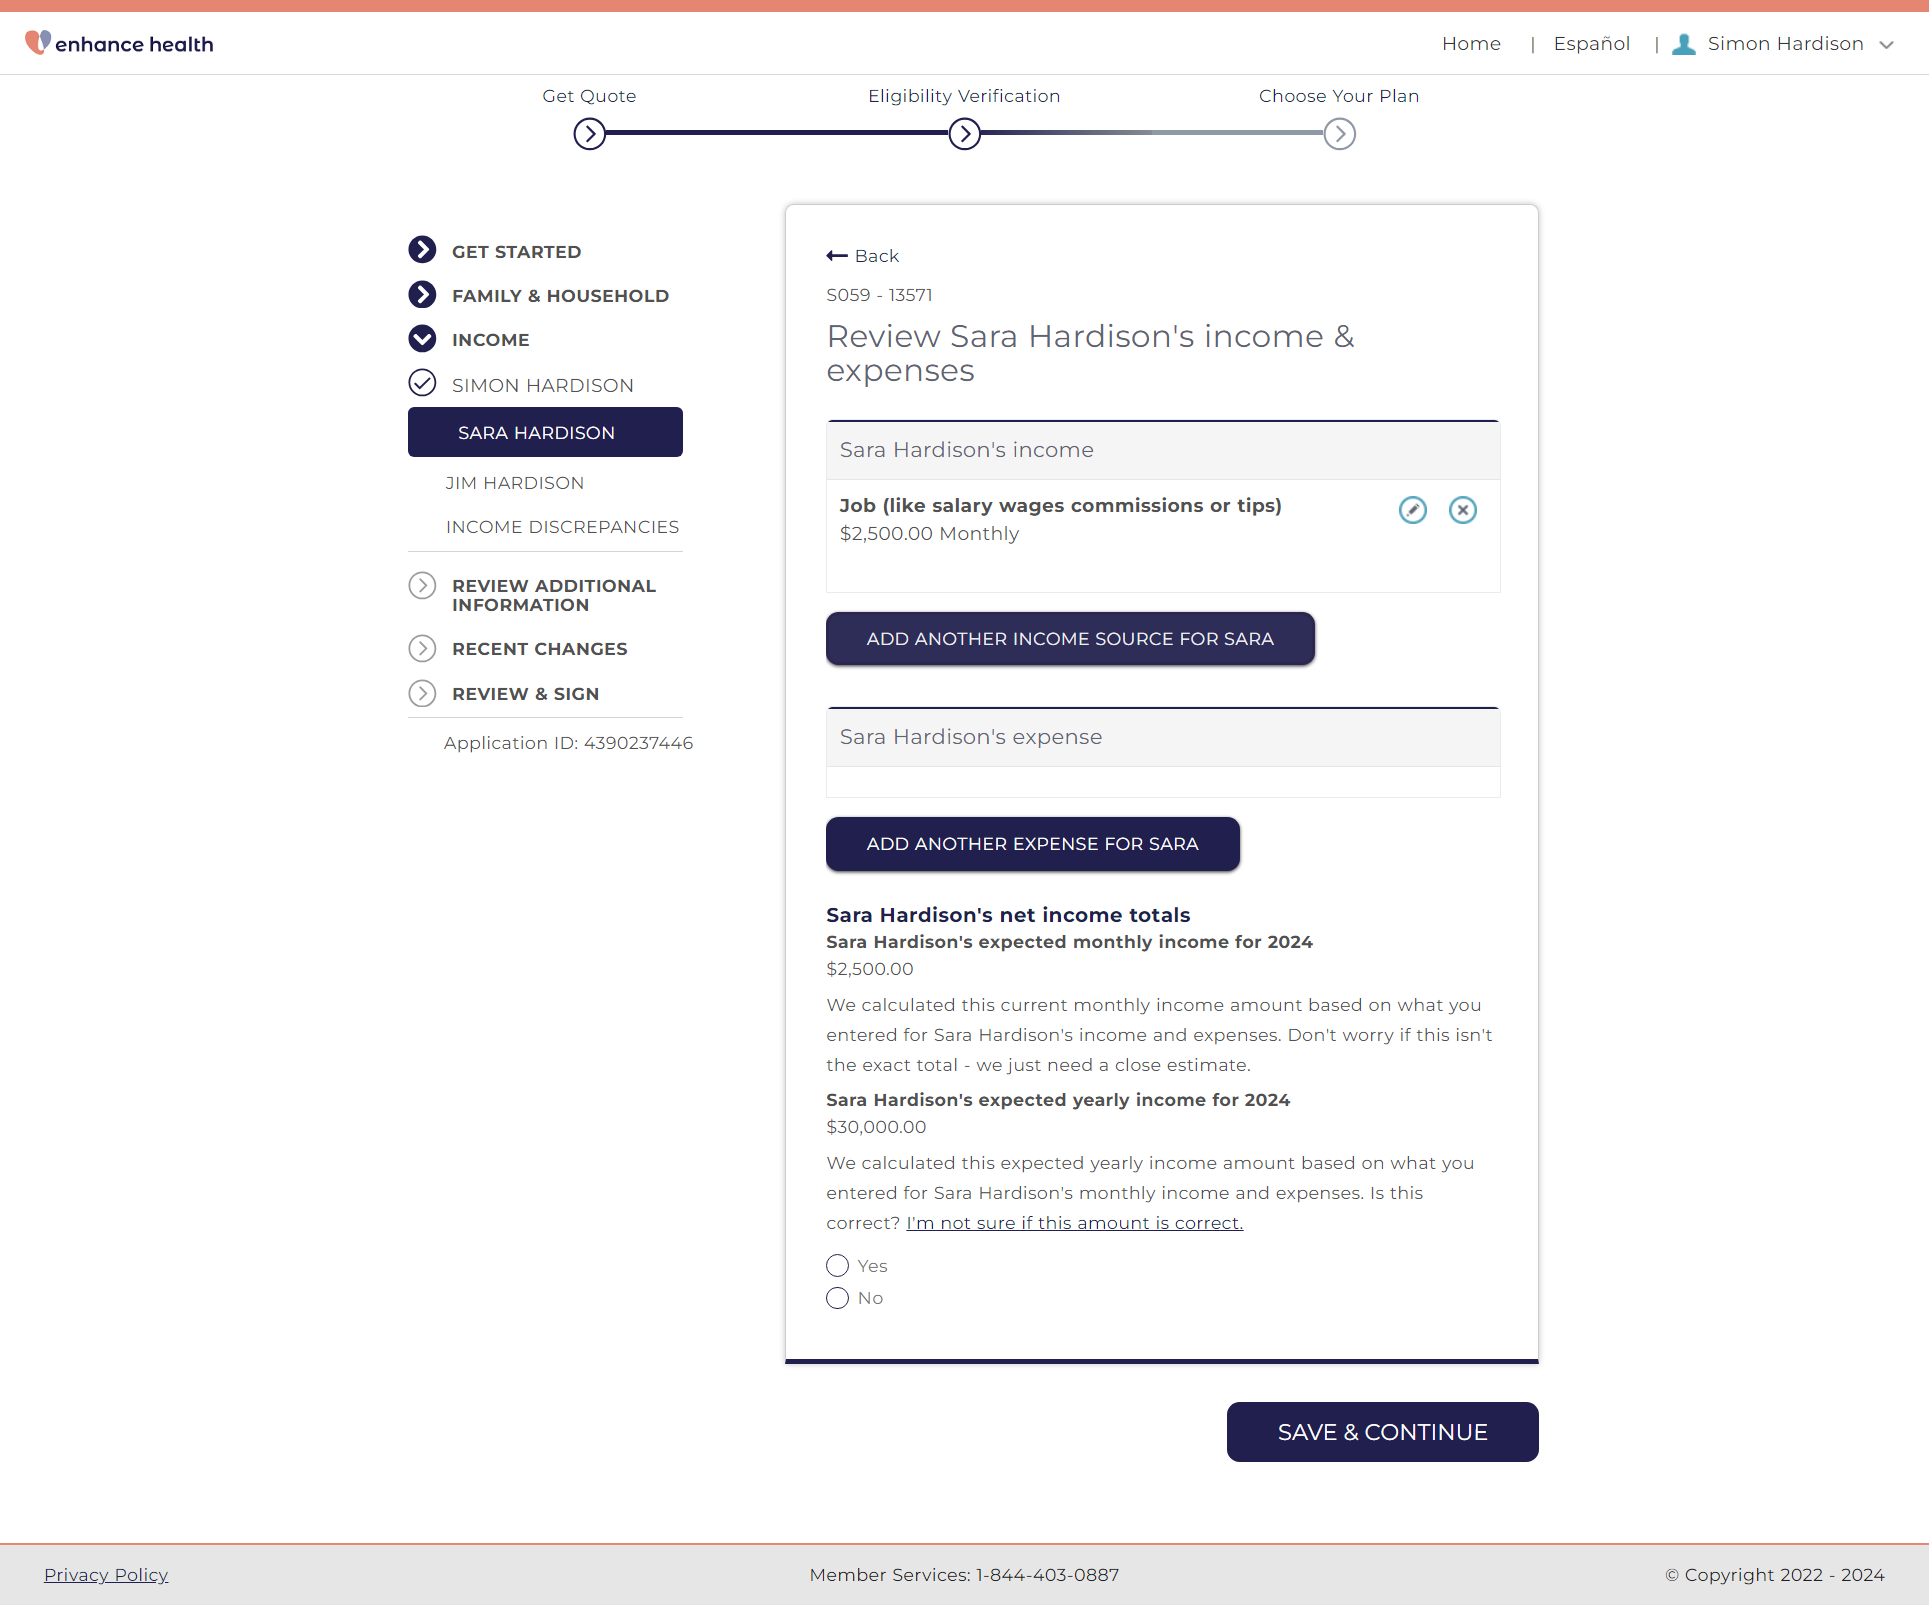 enhance health
Home | Español | Simon Hardison
Get Quote
Eligibility Verification
Choose Your Plan
GET STARTED
FAMILY & HOUSEHOLD
INCOME
SIMON HARDISON
SARA HARDISON
JIM HARDISON
INCOME DISCREPANCIES
REVIEW ADDITIONAL
INFORMATION
RECENT CHANGES
REVIEW & SIGN
Application ID: 4390237446
Back
S059 - 13571
Review Sara Hardison's income &
expenses
Sara Hardison's income
Job (like salary wages commissions or tips)
$2,500.00 Monthly
ADD ANOTHER INCOME SOURCE FOR SARA
Sara Hardison's expense
ADD ANOTHER EXPENSE FOR SARA
Sara Hardison's net income totals
Sara Hardison's expected monthly income for 2024
$2,500.00
We calculated this current monthly income amount based on what you
entered for Sara Hardison's income and expenses. Don't worry if this isn't
the exact total - we just need a close estimate.
Sara Hardison's expected yearly income for 2024
$30,000.00
We calculated this expected yearly income amount based on what you
entered for Sara Hardison's monthly income and expenses. Is this
correct? I'm not sure if this amount is correct.
Yes
No
SAVE & CONTINUE
Privacy Policy
Member Services: 1-844-403-0887
© Copyright 2022 - 2024